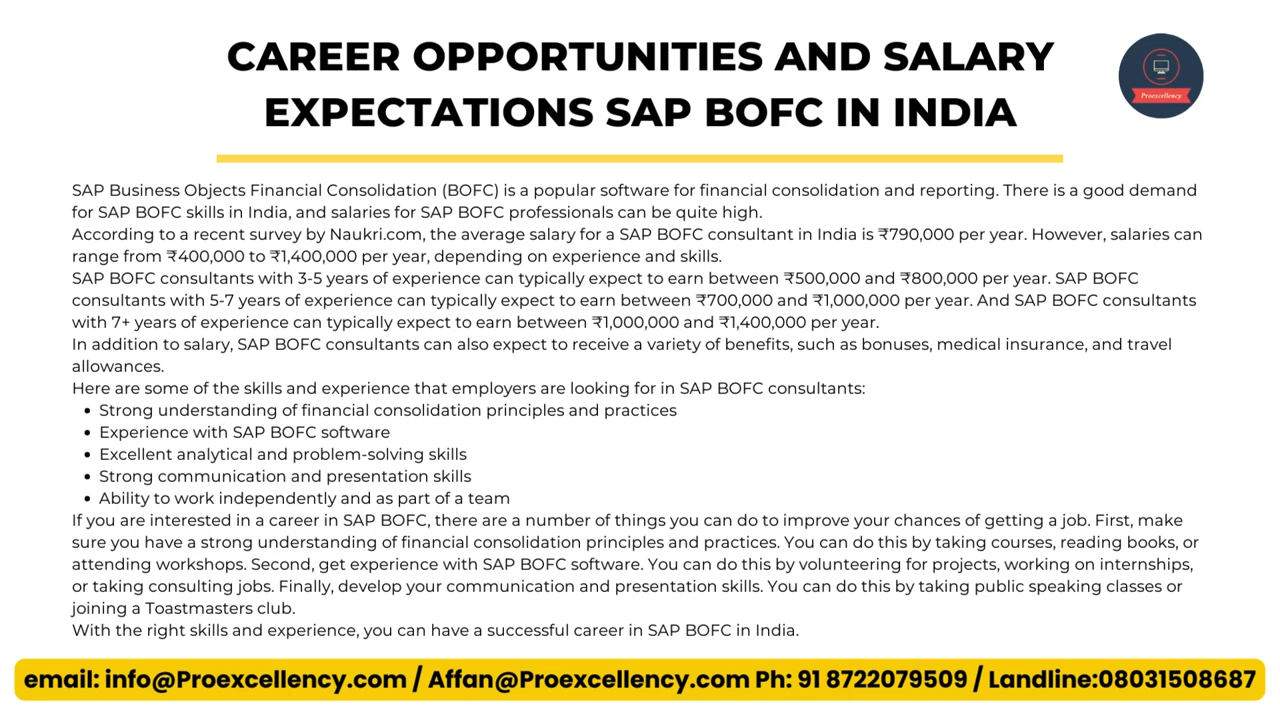 CAREER OPPORTUNITIES AND SALARY
EXPECTATIONS SAP BOFC IN INDIA
Proexcellency
SAP Business Objects Financial Consolidation (BOFC) is a popular software for financial consolidation and reporting. There is a good demand
for SAP BOFC skills in India, and salaries for SAP BOFC professionals can be quite high.
According to a recent survey by Naukri.com, the average salary for a SAP BOFC consultant in India is ₹790,000 per year. However, salaries can
range from ₹400,000 to ₹1,400,000 per year, depending on experience and skills.
SAP BOFC consultants with 3-5 years of experience can typically expect to earn between ₹500,000 and ₹800,000 per year. SAP BOFC
consultants with 5-7 years of experience can typically expect to earn between ₹700,000 and ₹1,000,000 per year. And SAP BOFC consultants
with 7+ years of experience can typically expect to earn between ₹1,000,000 and ₹1,400,000 per year.
In addition to salary, SAP BOFC consultants can also expect to receive a variety of benefits, such as bonuses, medical insurance, and travel
allowances.
Here are some of the skills and experience that employers are looking for in SAP BOFC consultants:
• Strong understanding of financial consolidation principles and practices
• Experience with SAP BOFC software
• Excellent analytical and problem-solving skills
• Strong communication and presentation skills
• Ability to work independently and as part of a team
If you are interested in a career in SAP BOFC, there are a number of things you can do to improve your chances of getting a job. First, make
sure you have a strong understanding of financial consolidation principles and practices. You can do this by taking courses, reading books, or
attending workshops. Second, get experience with SAP BOFC software. You can do this by volunteering for projects, working on internships,
or taking consulting jobs. Finally, develop your communication and presentation skills. You can do this by taking public speaking classes or
joining a Toastmasters club.
With the right skills and experience, you can have a successful career in SAP BOFC in India.
email: info@Proexcellency.com / Affan@Proexcellency.com Ph: 91 8722079509 / Landline:08031508687